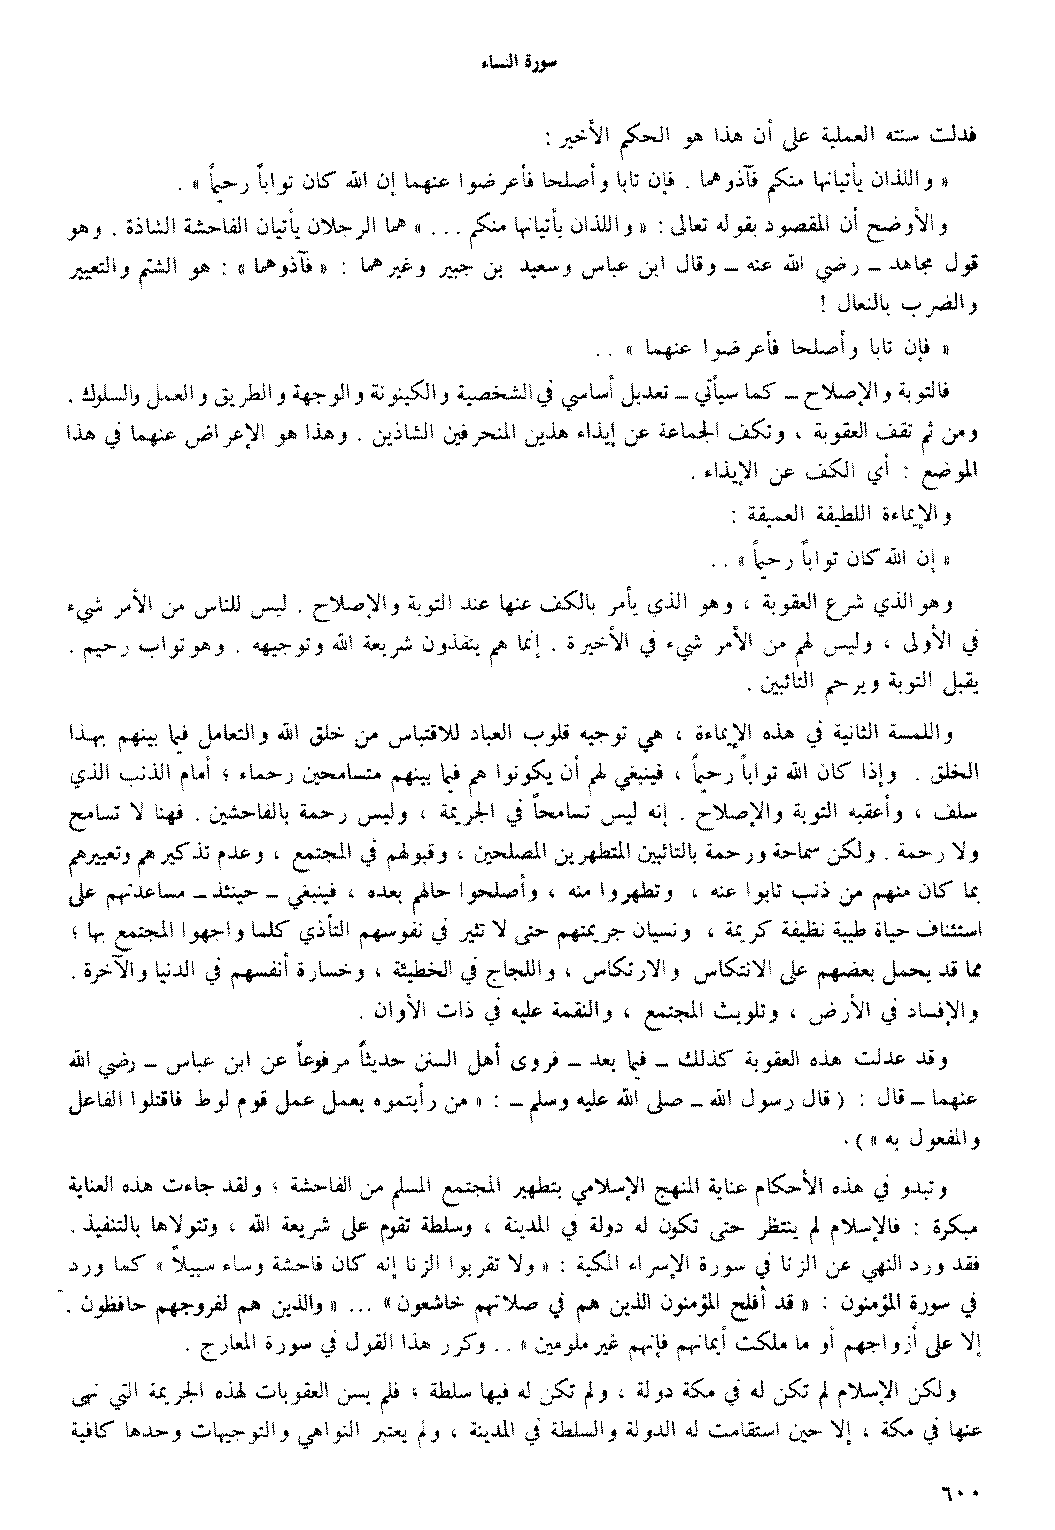 سورة النساء
فدلت سنته العملية على أن هذا هو الحكم الأخير :
« واللذان يأتيانها منكم فآذوهما . فإن تابا وأصلحا فأعرضوا عنهما إن الله كان تواباً رحيماً » .
والأوضح أن المقصود بقوله تعالى : « واللذان يأتيانها منكم ... » هما الرجلان يأتيان الفاحشة الشاذة . وهو
قول مجاهد – رضي الله عنه – وقال ابن عباس وسعيد بن جبير وغيرهما : « فآذوهما » : هو الشتم والتعيير
والضرب بالنعال !
« فإن تابا وأصلحا فأعرضوا عنهما » ..
فالتوبة والإصلاح – كما سيأتي – تعديل أساسي في الشخصية والكينونة والوجهة والطريق والعمل والسلوك .
ومن ثم تقف العقوبة ، وتكف الجماعة عن إيذاء هذين المنحرفين الشاذين . وهذا هو الإعراض عنهما في هذا
الموضع : أي الكف عن الإيذاء .
والإيماءة اللطيفة العميقة :
« إن الله كان تواباً رحيماً » ..
وهو الذي شرع العقوبة ، وهو الذي يأمر بالكف عنها عند التوبة والإصلاح . ليس للناس من الأمر شيء
في الأولى ، وليس لهم من الأمر شيء في الأخيرة . إنما هم ينفذون شريعة الله وتوجيهه . وهو تواب رحيم .
يقبل التوبة ويرحم التائبين .
واللمسة الثانية في هذه الإيماءة ، هي توجيه قلوب العباد للاقتباس من خلق الله والتعامل فيما بينهم بهذا
الخلق . وإذا كان الله تواباً رحيماً ، فينبغي لهم أن يكونوا هم فيما بينهم متسامحين رحماء ؛ أمام الذنب الذي
سلف ، وأعقبه التوبة والإصلاح . إنه ليس تسامحاً في الجريمة ، وليس رحمة بالفاحشين . فهنا لا تسامح
ولا رحمة . ولكن سماحة ورحمة بالتائبين المتطهرين المصلحين ، وقبولهم في المجتمع ، وعدم تذكيرهم وتعييرهم
بما كان منهم من ذنب تابوا عنه ، وتطهروا منه ، وأصلحوا حالهم بعده ، فينبغي – حينئذ – مساعدتهم على
استئناف حياة طيبة نظيفة كريمة ، ونسيان جريمتهم حتى لا تثير في نفوسهم التأذي كلما واجهوا المجتمع بها ؛
مما قد يحمل بعضهم على الانتكاس والارتكاس ، واللجاج في الخطيئة ، وخسارة أنفسهم في الدنيا والآخرة .
والإفساد في الأرض ، وتلويث المجتمع ، والنقمة عليه في ذات الأوان .
وقد عدلت هذه العقوبة كذلك – فيما بعد – فروى أهل السنن حديثاً مرفوعاً عن ابن عباس – رضي الله
عنهما – قال : ( قال رسول الله – صلى الله عليه وسلم – : « من رأيتموه يعمل عمل قوم لوط فاقتلوا الفاعل
والمفعول به » ) .
وتبدو في هذه الأحكام عناية المنهج الإسلامي بتطهير المجتمع المسلم من الفاحشة ؛ ولقد جاءت هذه العناية
مبكرة : فالإسلام لم ينتظر حتى تكون له دولة في المدينة ، وسلطة تقوم على شريعة الله ، وتتولاها بالتنفيذ .
فقد ورد النهي عن الزنا في سورة الإسراء المكية : « ولا تقربوا الزنا إنه كان فاحشة وساء سبيلاً » كما ورد
في سورة المؤمنون : « قد أفلح المؤمنون الذين هم في صلاتهم خاشعون » ... « والذين هم لفروجهم حافظون .
إلا على أزواجهم أو ما ملكت أيمانهم فإنهم غير ملومين » .. وكرر هذا القول في سورة المعارج .
ولكن الإسلام لم تكن له في مكة دولة ، ولم تكن له فيها سلطة ؛ فلم يسن العقوبات لهذه الجريمة التي نهى
عنها في مكة ، إلا حين استقامت له الدولة والسلطة في المدينة ، ولم يعتبر النواهي والتوجيهات وحدها كافية
٦٠٠